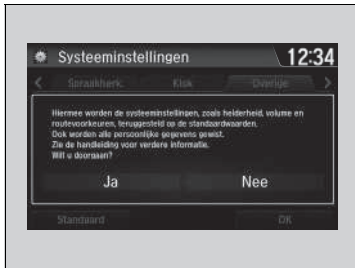 Systeeminstellingen
12:34
Spraakherk.
Klok
Overige
Hiermee worden de systeeminstellingen, zoals helderheid, volume en
routevoorkeuren, teruggesteld op de standaardwaarden.
Ook worden alle persoonlijke gegevens gewist.
Zie de handleiding voor verdere informatie.
Wilt u doorgaan?
Ja
Nee
Standaard
OK